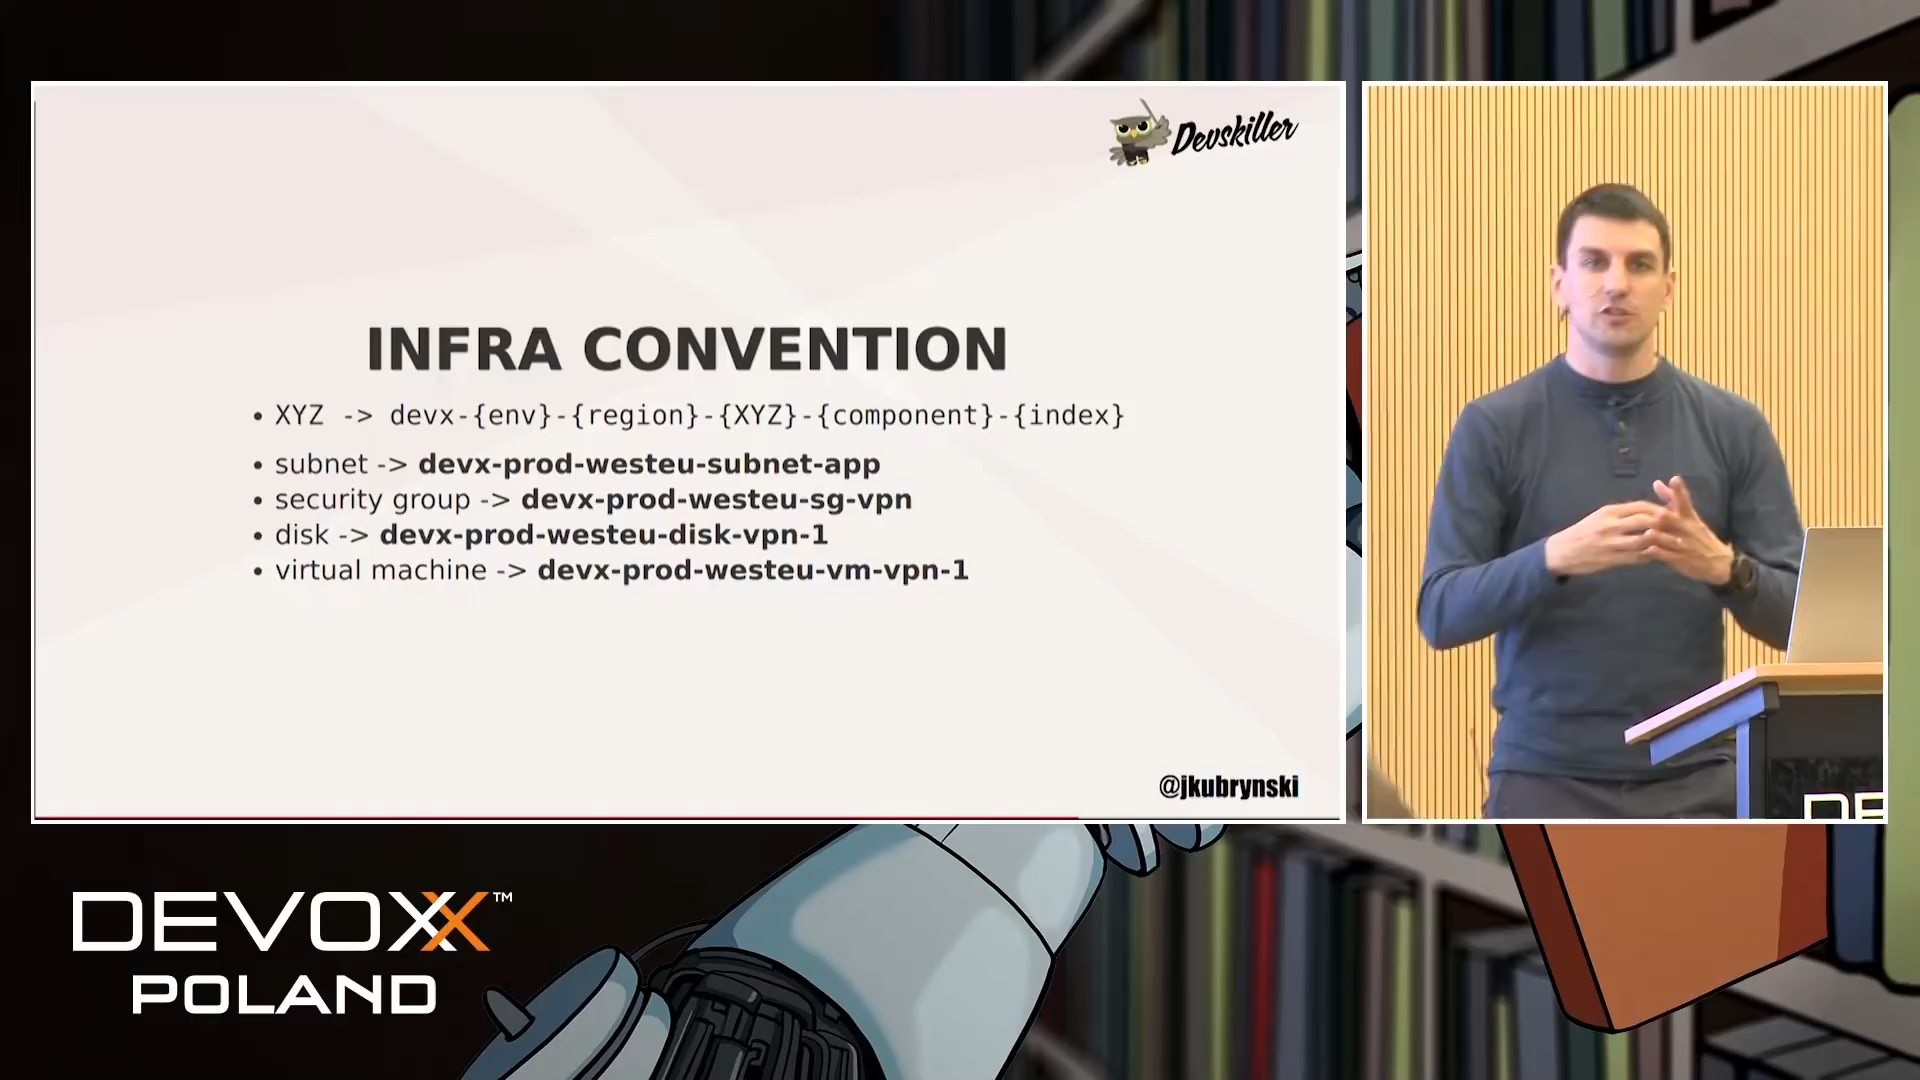 Devskiller
INFRA CONVENTION
• XYZ -> devx-{env}-{region}-{XYZ}-{component}-{index}
• subnet -> devx-prod-westeu-subnet-app
• security group -> devx-prod-westeu-sg-vpn
• disk -> devx-prod-westeu-disk-vpn-1
• virtual machine -> devx-prod-westeu-vm-vpn-1
@jkubrynski
DE
DEVOXX™
POLAND